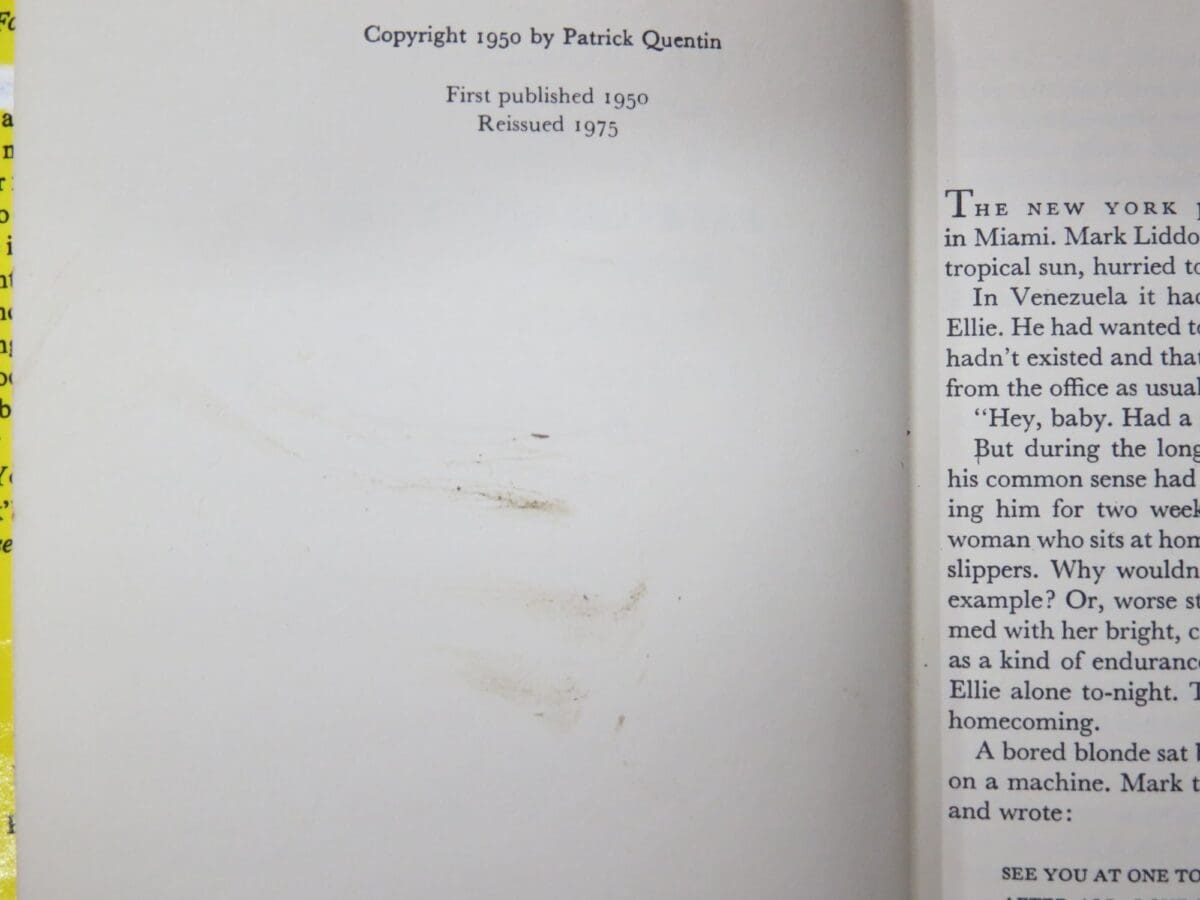 Copyright 1950 by Patrick Quentin
First published 1950
Reissued 1975
THE NEW YORK
in Miami. Mark Liddo
tropical sun, hurried to
In Venezuela it had
Ellie. He had wanted to
hadn't existed and that
from the office as usual
"Hey, baby. Had a
But during the long
his common sense had
ing him for two week
woman who sits at hom
slippers. Why wouldn
example? Or, worse st
med with her bright, c
as a kind of endurance
Ellie alone to-night. T
homecoming.
A bored blonde sat
on a machine. Mark t
and wrote:
SEE YOU AT ONE TO